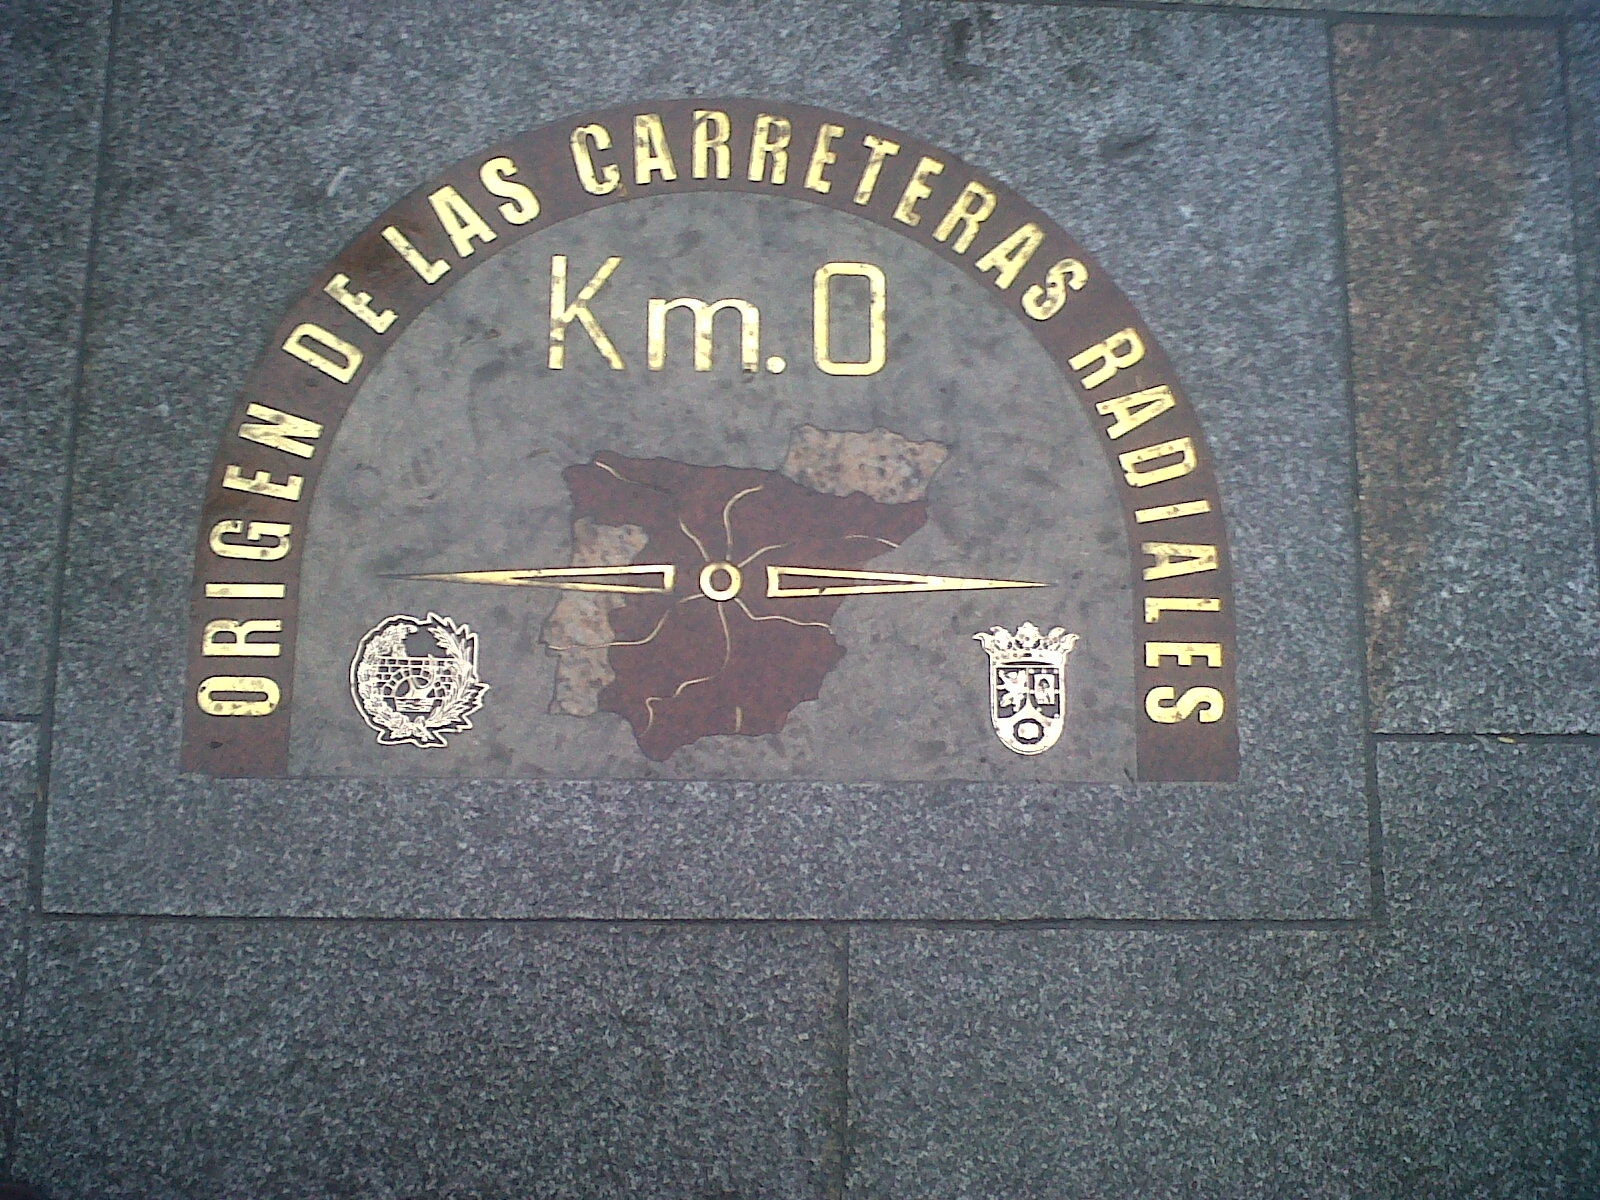 ORIGEN DE LAS CARRETERAS RADIALES
Km. 0